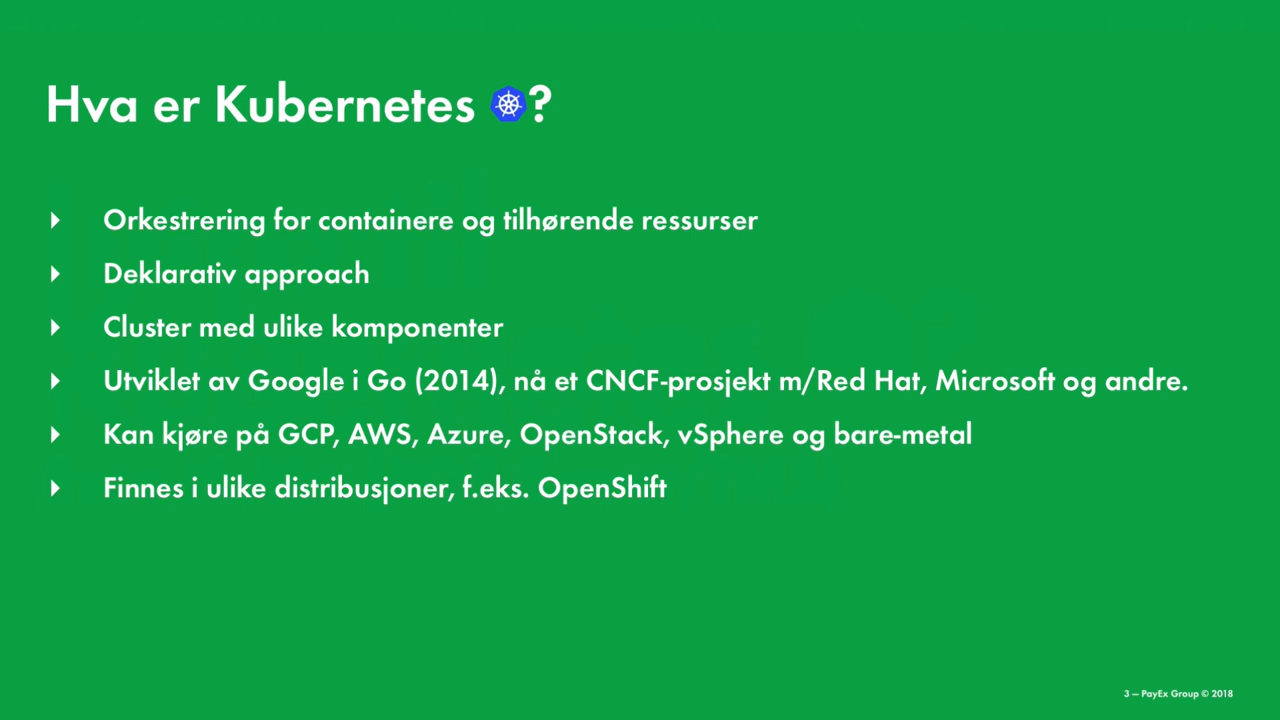 Hva er Kubernetes ?
Orkestrering for containere og tilhørende ressurser
Deklarativ approach
Cluster med ulike komponenter
Utviklet av Google i Go (2014), nå et CNCF-prosjekt m/Red Hat, Microsoft og andre.
Kan kjøre på GCP, AWS, Azure, OpenStack, vSphere og bare-metal
Finnes i ulike distribusjoner, f.eks. OpenShift
3 — PayEx Group © 2018